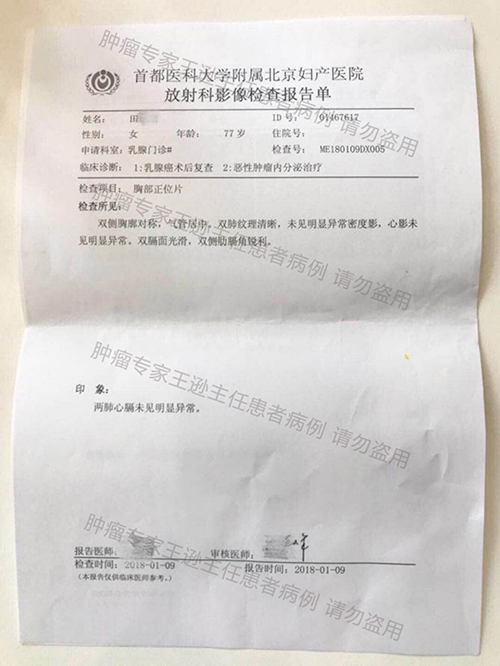 首都医科大学附属北京妇产医院
放射科影像检查报告单
姓名： 田 ID号： 01467617
性别： 女 年龄： 77岁 住院号：
申请科室：乳腺门诊# 检查号： ME180109DX005
临床诊断： 1:乳腺癌术后复查 2:恶性肿瘤内分泌治疗
检查项目： 胸部正位片
检查所见：
双侧胸廓对称，气管居中。双肺纹理清晰，未见明显异常密度影，心影未
见明显异常。双膈面光滑，双侧肋膈角锐利。
印 象：
两肺心膈未见明显异常。
报告医师： 审核医师：
检查时间：2018-01-09 报告时间：2018-01-09
（本报告仅供临床医师参考。）
肿瘤专家王逊主任患者病例 请勿盗用
肿瘤专家王逊主任患者病例 请勿盗用
肿瘤专家王逊主任患者病例 请勿盗用
肿瘤专家王逊主任患者病例 请勿盗用